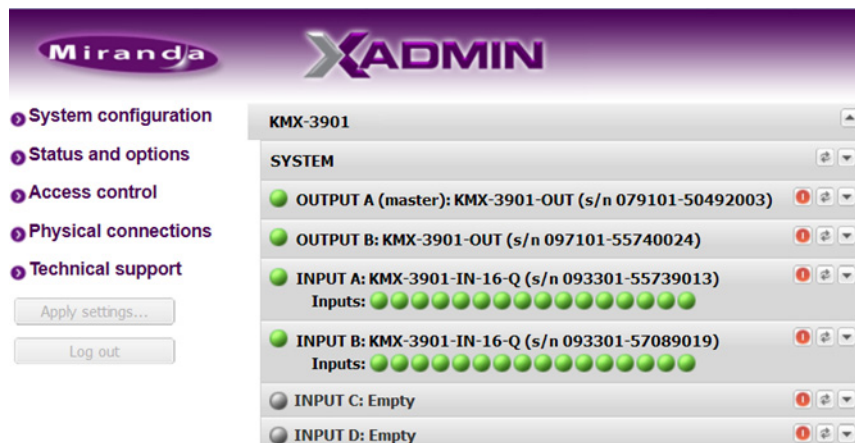 Miranda
XADMIN
System configuration
Status and options
Access control
Physical connections
Technical support
Apply settings...
Log out
KMX-3901
SYSTEM
OUTPUT A (master): KMX-3901-OUT (s/n 079101-50492003)
OUTPUT B: KMX-3901-OUT (s/n 097101-55740024)
INPUT A: KMX-3901-IN-16-Q (s/n 093301-55739013)
Inputs:
INPUT B: KMX-3901-IN-16-Q (s/n 093301-57089019)
Inputs:
INPUT C: Empty
INPUT D: Empty